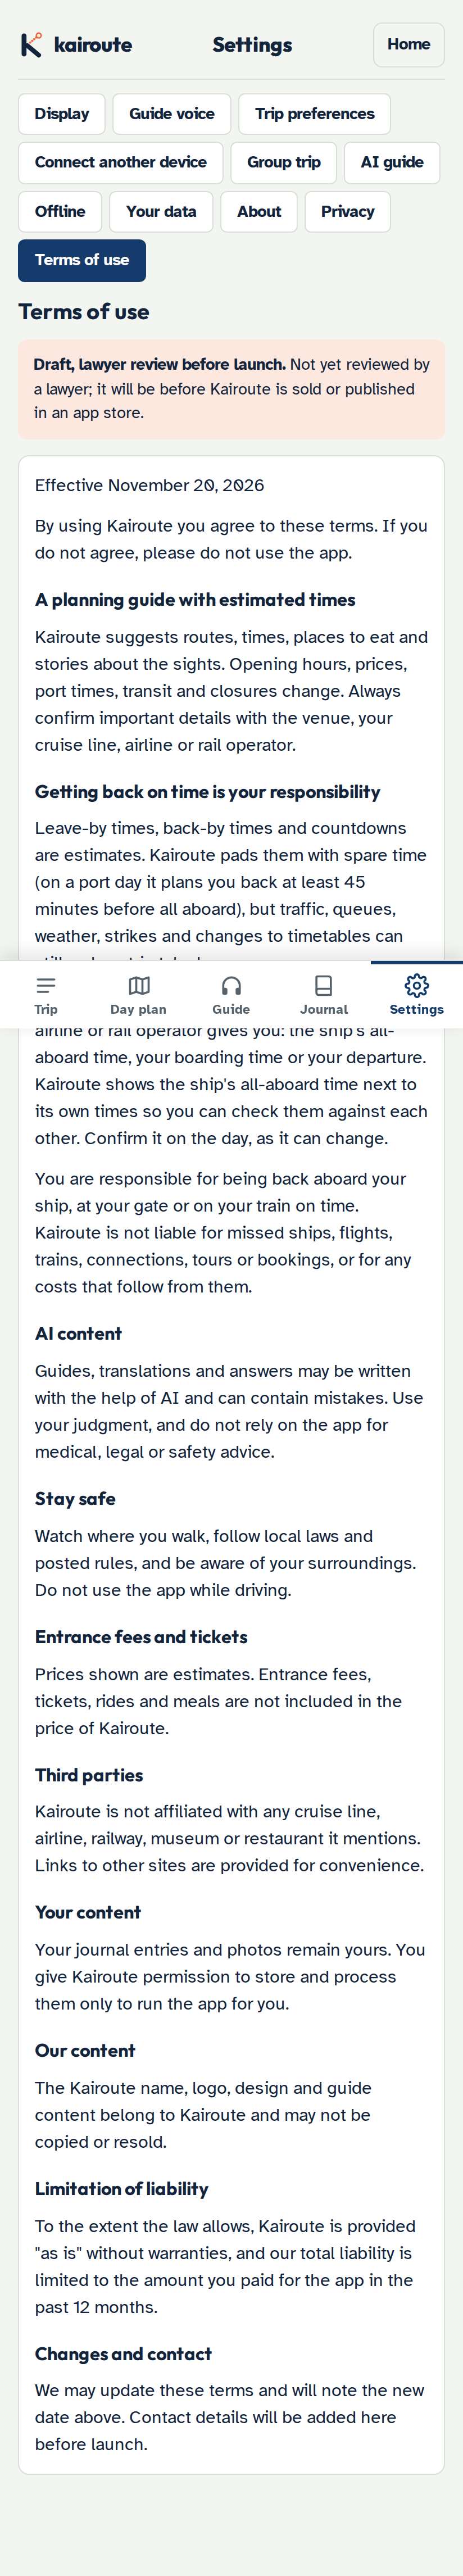 kairoute
Settings
Home
Display
Guide voice
Trip preferences
Connect another device
Group trip
AI guide
Offline
Your data
About
Privacy
Terms of use
Terms of use
Draft, lawyer review before launch. Not yet reviewed by
a lawyer; it will be before Kairoute is sold or published
in an app store.
Effective November 20, 2026
By using Kairoute you agree to these terms. If you
do not agree, please do not use the app.
A planning guide with estimated times
Kairoute suggests routes, times, places to eat and
stories about the sights. Opening hours, prices,
port times, transit and closures change. Always
confirm important details with the venue, your
cruise line, airline or rail operator.
Getting back on time is your responsibility
Leave-by times, back-by times and countdowns
are estimates. Kairoute pads them with spare time
(on a port day it plans you back at least 45
minutes before all aboard), but traffic, queues,
weather, strikes and changes to timetables can
Trip
Day plan
Guide
Journal
Settings
airline or rail operator gives you: the ship's all-
aboard time, your boarding time or your departure.
Kairoute shows the ship's all-aboard time next to
its own times so you can check them against each
other. Confirm it on the day, as it can change.
You are responsible for being back aboard your
ship, at your gate or on your train on time.
Kairoute is not liable for missed ships, flights,
trains, connections, tours or bookings, or for any
costs that follow from them.
AI content
Guides, translations and answers may be written
with the help of AI and can contain mistakes. Use
your judgment, and do not rely on the app for
medical, legal or safety advice.
Stay safe
Watch where you walk, follow local laws and
posted rules, and be aware of your surroundings.
Do not use the app while driving.
Entrance fees and tickets
Prices shown are estimates. Entrance fees,
tickets, rides and meals are not included in the
price of Kairoute.
Third parties
Kairoute is not affiliated with any cruise line,
airline, railway, museum or restaurant it mentions.
Links to other sites are provided for convenience.
Your content
Your journal entries and photos remain yours. You
give Kairoute permission to store and process
them only to run the app for you.
Our content
The Kairoute name, logo, design and guide
content belong to Kairoute and may not be
copied or resold.
Limitation of liability
To the extent the law allows, Kairoute is provided
"as is" without warranties, and our total liability is
limited to the amount you paid for the app in the
past 12 months.
Changes and contact
We may update these terms and will note the new
date above. Contact details will be added here
before launch.